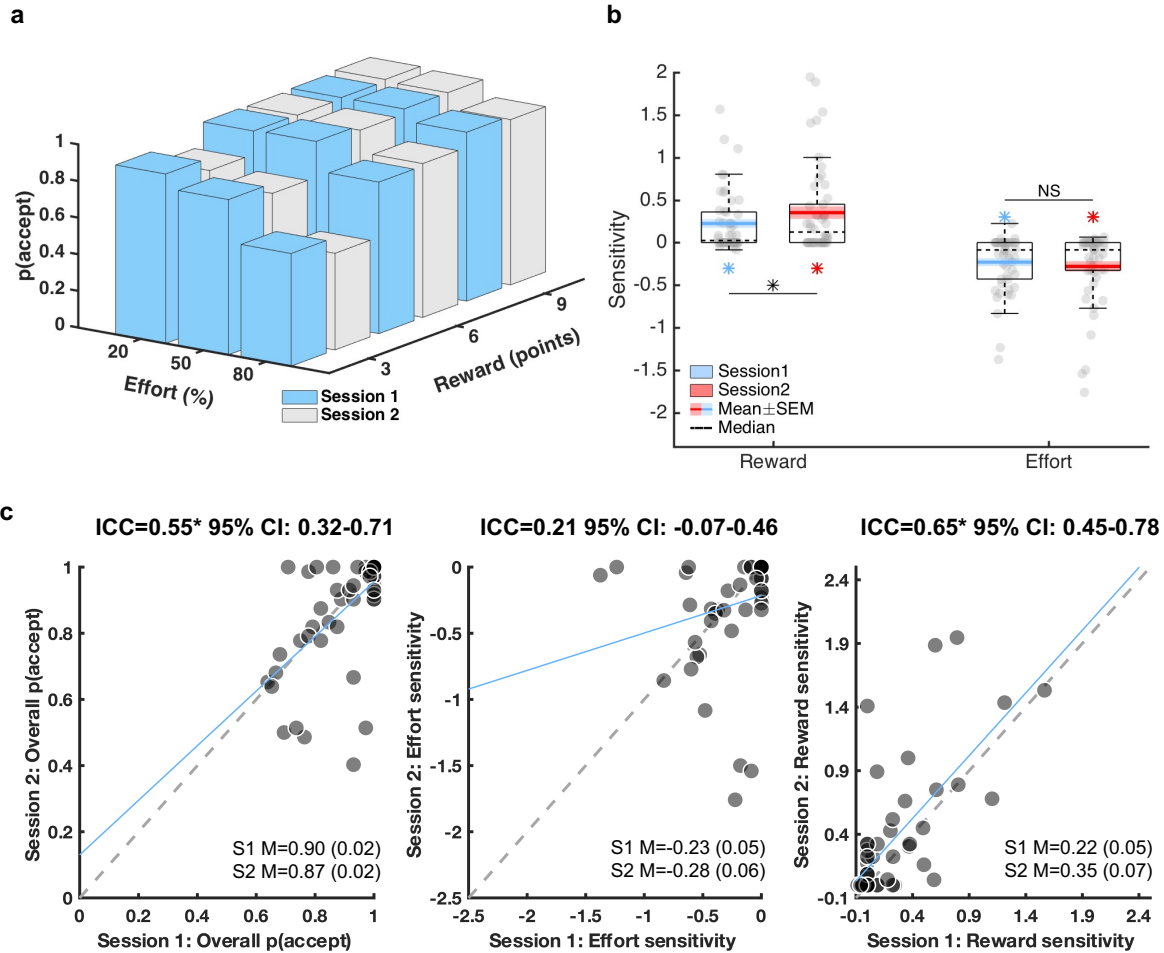 a
1
0.8
0.6
0.4
0.2
0
p(accept)
20
50
80
Effort (%)
3
6
9
Reward (points)
Session 1
Session 2
b
2
1.5
1
0.5
0
-0.5
-1
-1.5
-2
Sensitivity
NS
*
*
*
*
*
Session1
Session2
Mean±SEM
Median
Reward
Effort
c
ICC=0.55* 95% CI: 0.32-0.71
1
0.8
0.6
0.4
0.2
0
Session 2: Overall p(accept)
S1 M=0.90 (0.02)
S2 M=0.87 (0.02)
0
0.2
0.4
0.6
0.8
1
Session 1: Overall p(accept)
ICC=0.21 95% CI: -0.07-0.46
0
-0.5
-1
-1.5
-2
-2.5
Session 2: Effort sensitivity
S1 M=-0.23 (0.05)
S2 M=-0.28 (0.06)
-2.5
-2
-1.5
-1
-0.5
0
Session 1: Effort sensitivity
ICC=0.65* 95% CI: 0.45-0.78
2.4
1.9
1.4
0.9
0.4
-0.1
Session 2: Reward sensitivity
S1 M=0.22 (0.05)
S2 M=0.35 (0.07)
-0.1
0.4
0.9
1.4
1.9
2.4
Session 1: Reward sensitivity